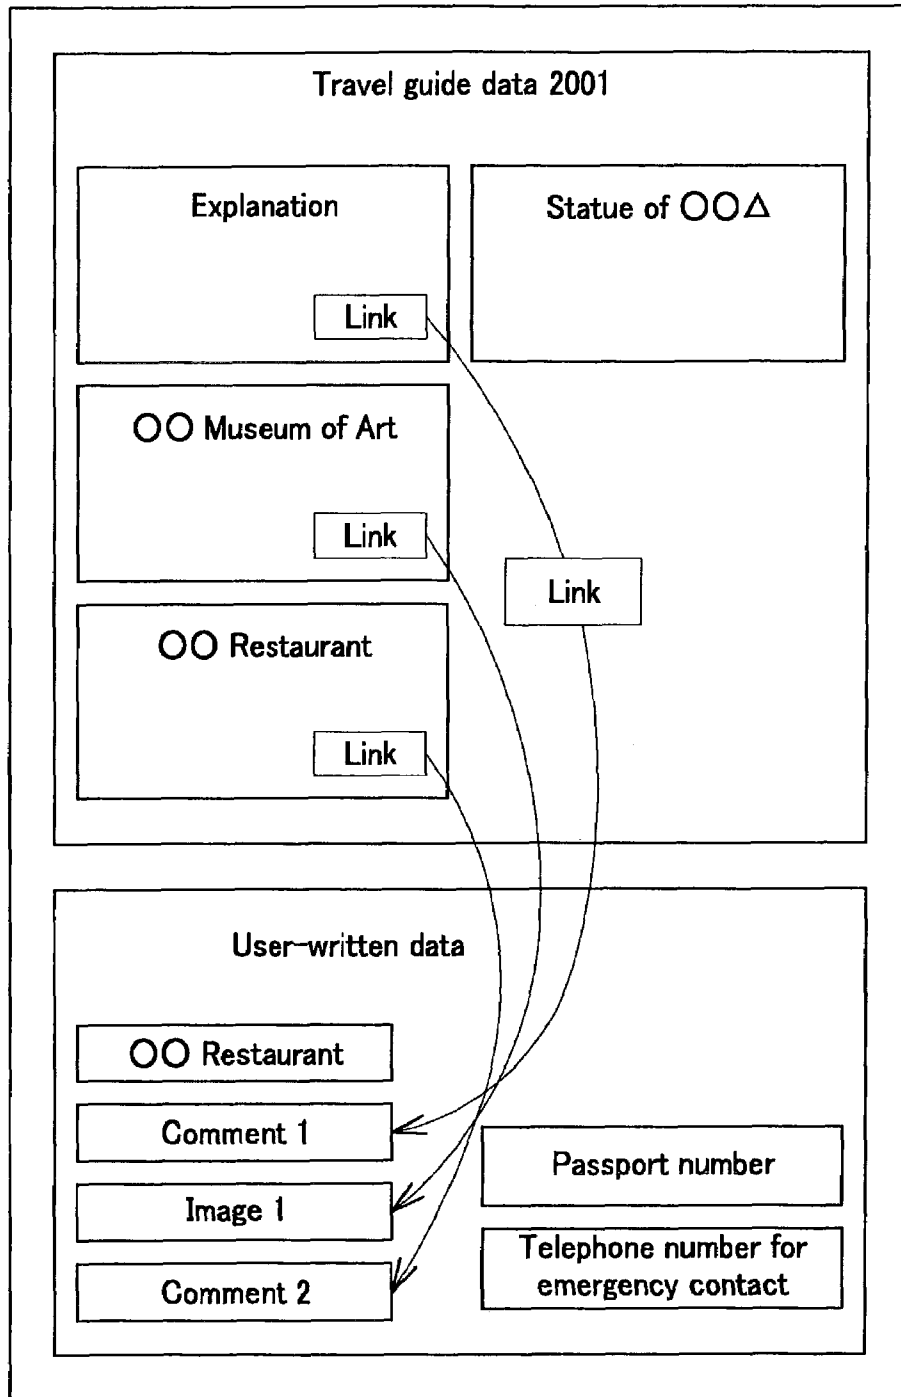 Travel guide data 2001
Explanation
Link
Statue of ○○△
○○ Museum of Art
Link
Link
○○ Restaurant
Link
User-written data
○○ Restaurant
Comment 1
Image 1
Comment 2
Passport number
Telephone number for
emergency contact